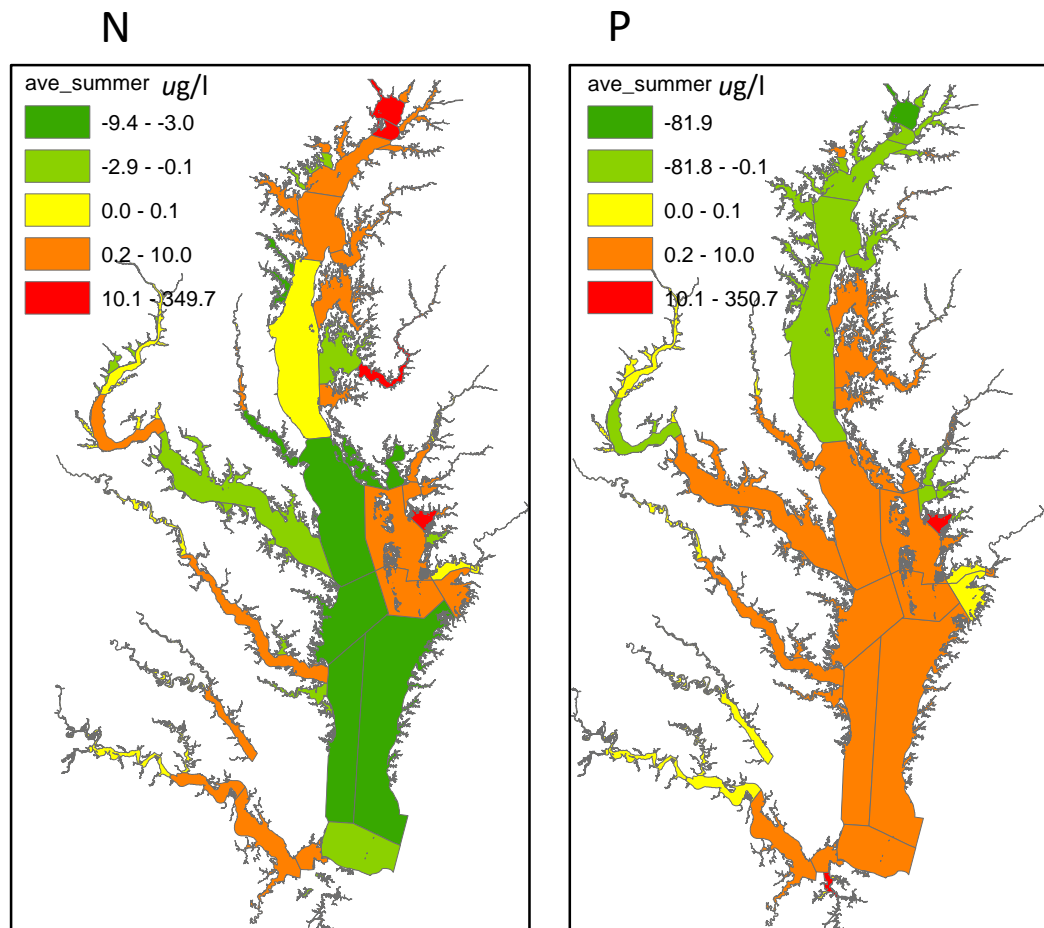 N
P
ave_summer ug/l
-9.4 - -3.0
-2.9 - -0.1
0.0 - 0.1
0.2 - 10.0
10.1 - 349.7
ave_summer ug/l
-81.9
-81.8 - -0.1
0.0 - 0.1
0.2 - 10.0
10.1 - 350.7